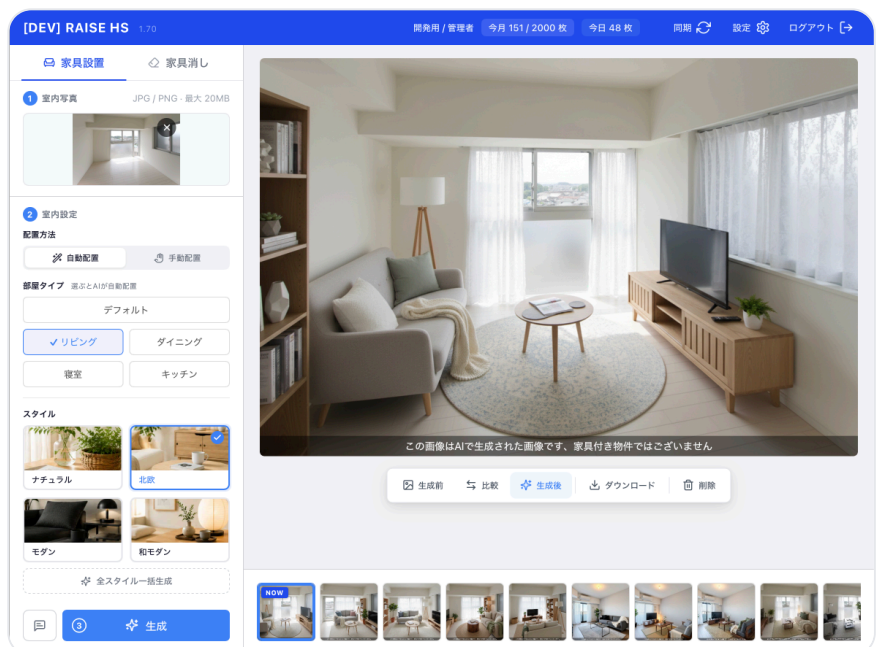 [DEV] RAISE HS 1.70
開発用 / 管理者 今月 151 / 2000 枚 今日 48 枚 同期 設定 ログアウト
家具設置 家具消し
1 室内写真 JPG / PNG · 最大 20MB
2 室内設定
配置方法
自動配置 手動配置
部屋タイプ 選ぶとAIが自動配置
デフォルト
リビング ダイニング
寝室 キッチン
スタイル
ナチュラル 北欧
モダン 和モダン
全スタイル一括生成
3 生成
この画像はAIで生成された画像です、家具付き物件ではございません
生成前 比較 生成後 ダウンロード 削除
NOW